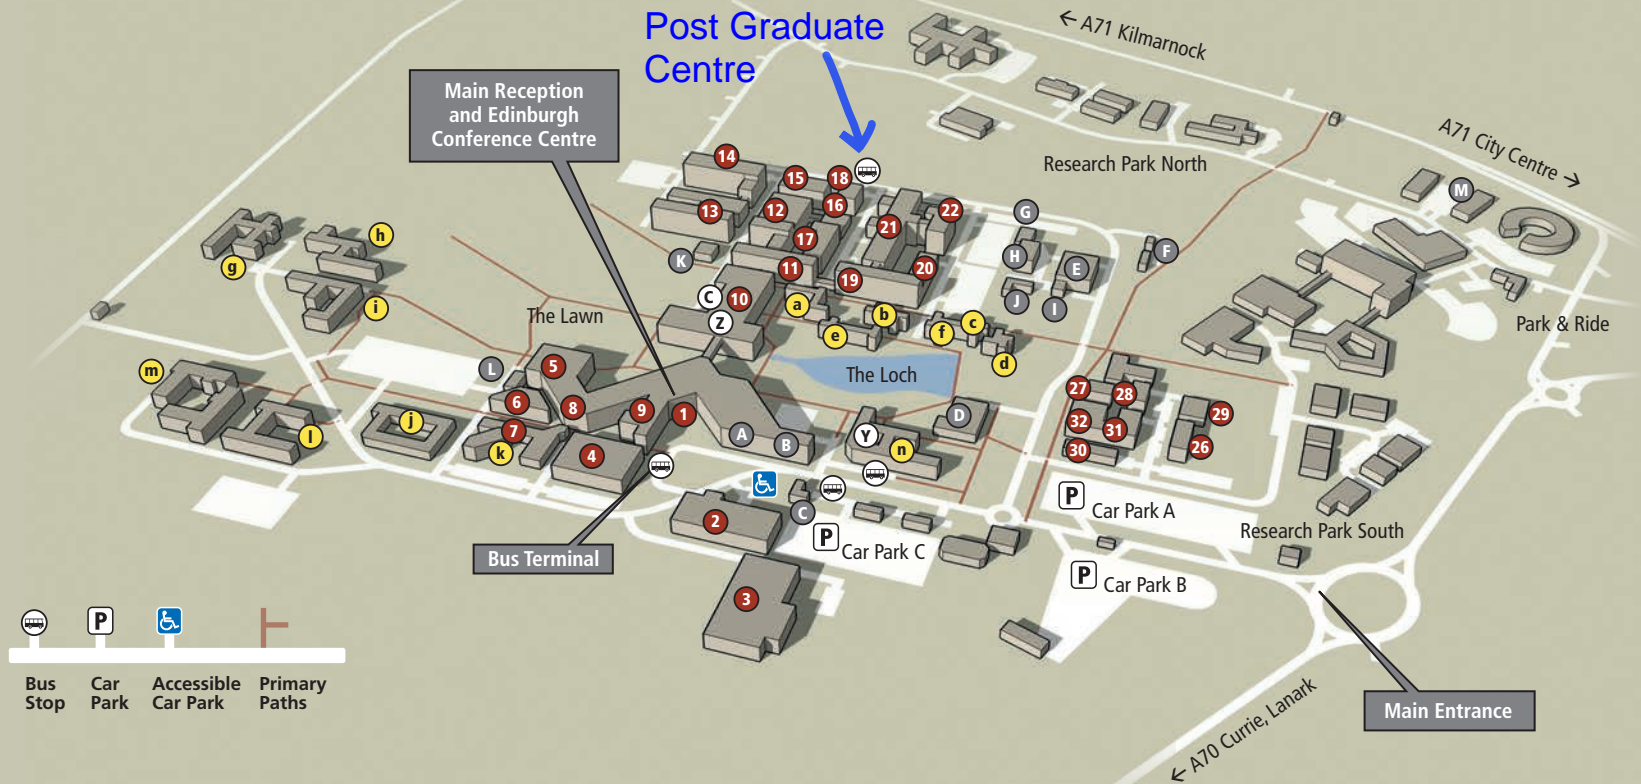 Post Graduate
Centre
← A71 Kilmarnock
A71 City Centre →
Main Reception
and Edinburgh
Conference Centre
Research Park North
14
15
18
M
13
12
16
22
G
21
h
17
K
H
E
F
g
11
20
19
C
10
a
J
I
i
The Lawn
Z
b
c
f
e
Park & Ride
m
L
5
The Loch
d
27
28
6
8
9
1
D
29
j
32
31
7
A
B
Y
l
k
4
n
30
26
P
Car Park A
2
C
P
Car Park C
Research Park South
Bus Terminal
P
Car Park B
3
P
Bus
Stop
Car
Park
Accessible
Car Park
Primary
Paths
Main Entrance
← A70 Currie, Lanark